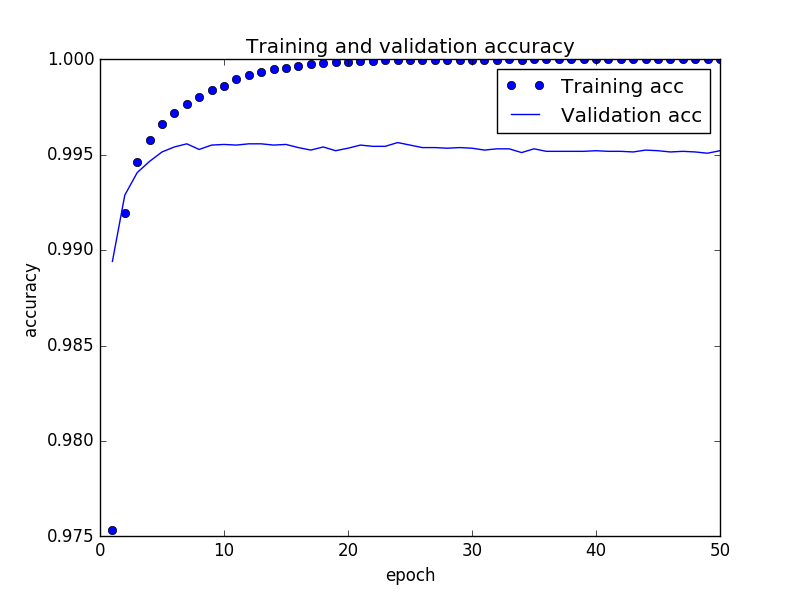 Training and validation accuracy
1.000
0.995
0.990
0.985
0.980
0.975
accuracy
Training acc
Validation acc
0 10 20 30 40 50
epoch